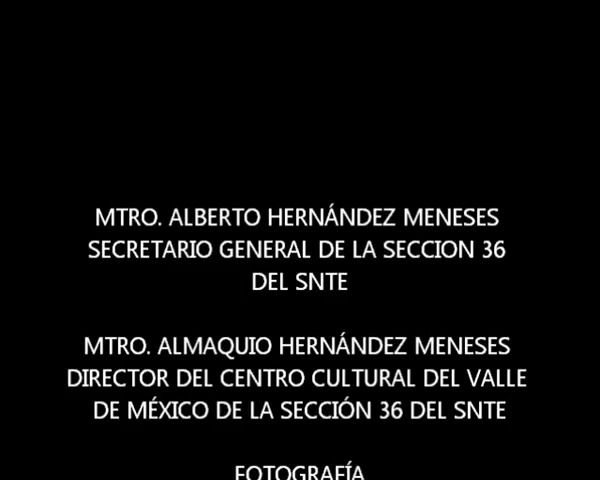 MTRO. ALBERTO HERNÁNDEZ MENESES
SECRETARIO GENERAL DE LA SECCION 36
DEL SNTE
MTRO. ALMAQUIO HERNÁNDEZ MENESES
DIRECTOR DEL CENTRO CULTURAL DEL VALLE
DE MÉXICO DE LA SECCIÓN 36 DEL SNTE
FOTOGRAFÍA